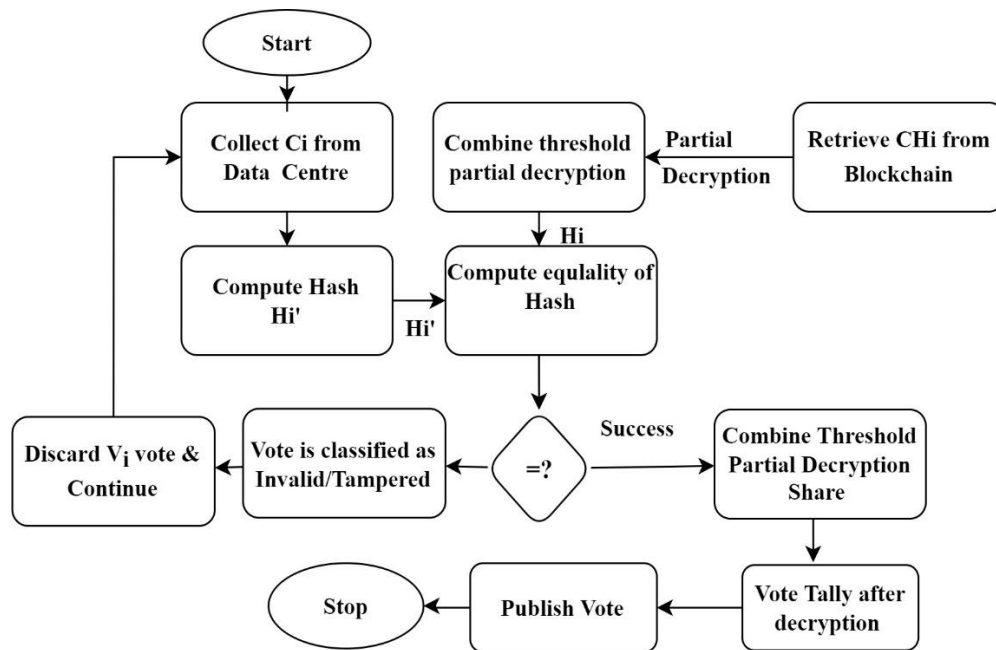 Start
Collect Ci from
Data Centre
Combine threshold
partial decryption
Partial
Decryption
Retrieve CHi from
Blockchain
Hi
Compute Hash
Hi'
Hi'
Compute equlality of
Hash
Discard Vi vote &
Continue
Vote is classified as
Invalid/Tampered
=?
Success
Combine Threshold
Partial Decryption
Share
Stop
Publish Vote
Vote Tally after
decryption